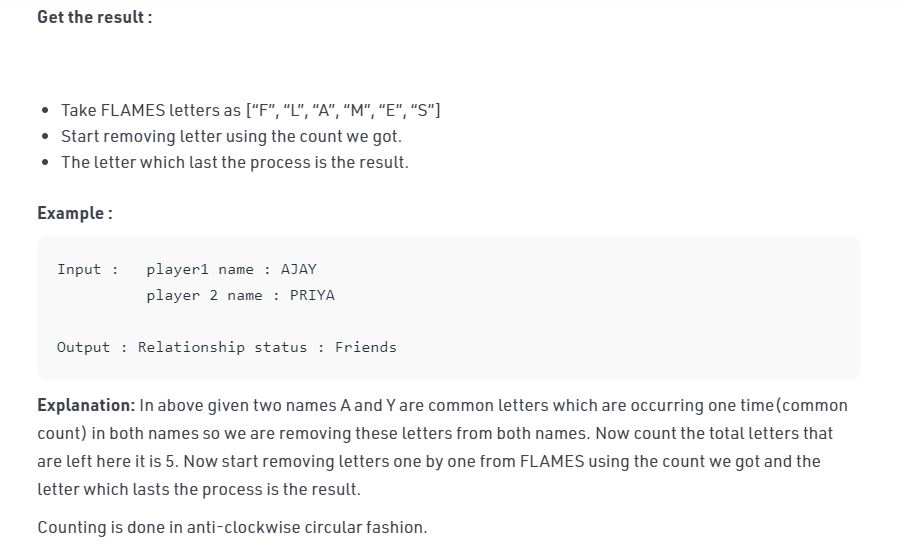 Get the result :
• Take FLAMES letters as [“F”, “L”, “A”, “M”, “E”, “S”]
• Start removing letter using the count we got.
• The letter which last the process is the result.
Example :
Input :   player1 name : AJAY
          player 2 name : PRIYA
Output : Relationship status : Friends
Explanation: In above given two names A and Y are common letters which are occurring one time(common
count) in both names so we are removing these letters from both names. Now count the total letters that
are left here it is 5. Now start removing letters one by one from FLAMES using the count we got and the
letter which lasts the process is the result.
Counting is done in anti-clockwise circular fashion.